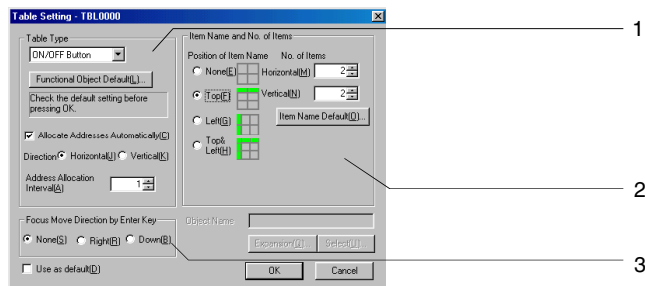 Table Setting - TBL0000
Table Type
ON/OFF Button
Functional Object Default(L)...
Check the default setting before
pressing OK.
Allocate Addresses Automatically(C)
Direction Horizontal(J) Vertical(K)
Address Allocation
Interval(A) 1
Focus Move Direction by Enter Key
None(S) Right(R) Down(B)
Use as default(D)
Item Name and No. of Items
Position of Item Name No. of Items
None(E) Horizontal(M) 2
Top(F) Vertical(N) 2
Item Name Default(O)...
Left(G)
Top&
Left(H)
Object Name
Expansion(Q)... Select(U)...
OK Cancel
1
2
3